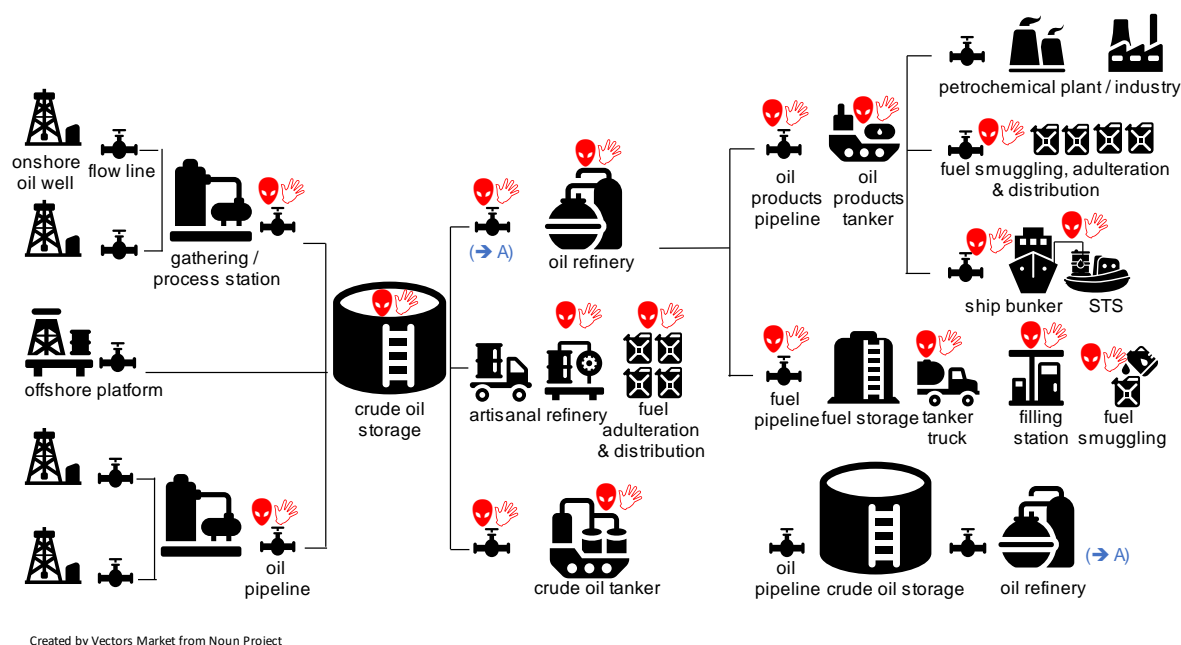 onshore
oil well
flow line
gathering /
process station
offshore platform
oil
pipeline
crude oil
storage
(➔ A)
oil refinery
artisanal refinery
fuel
adulteration
& distribution
crude oil tanker
oil
products
pipeline
oil
products
tanker
petrochemical plant / industry
fuel smuggling, adulteration
& distribution
ship bunker
STS
fuel
pipeline
fuel storage
tanker
truck
filling
station
fuel
smuggling
oil
pipeline
crude oil storage
oil refinery
(➔ A)
Created by Vectors Market from Noun Project